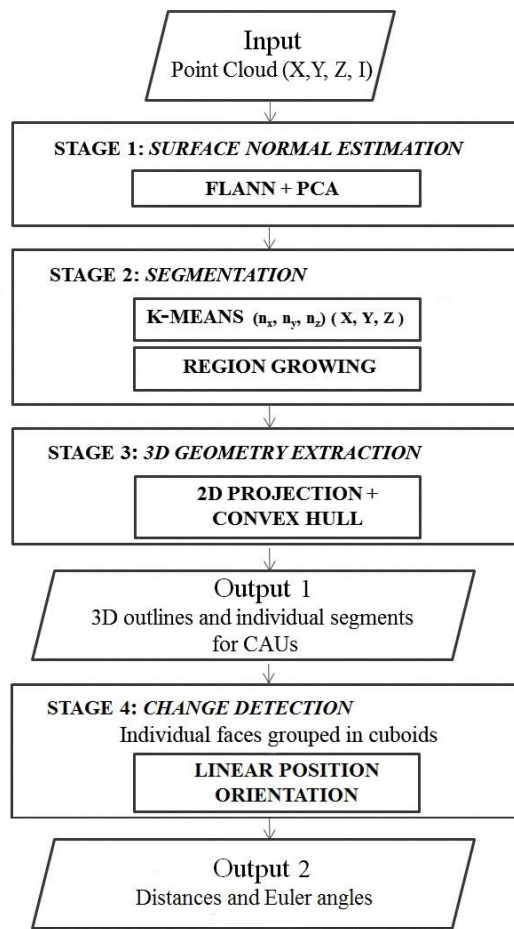 Input
Point Cloud (X,Y, Z, I)
STAGE 1: SURFACE NORMAL ESTIMATION
FLANN + PCA
STAGE 2: SEGMENTATION
K-MEANS (nx, ny, nz) ( X, Y, Z )
REGION GROWING
STAGE 3: 3D GEOMETRY EXTRACTION
2D PROJECTION +
CONVEX HULL
Output 1
3D outlines and individual segments
for CAUs
STAGE 4: CHANGE DETECTION
Individual faces grouped in cuboids
LINEAR POSITION
ORIENTATION
Output 2
Distances and Euler angles